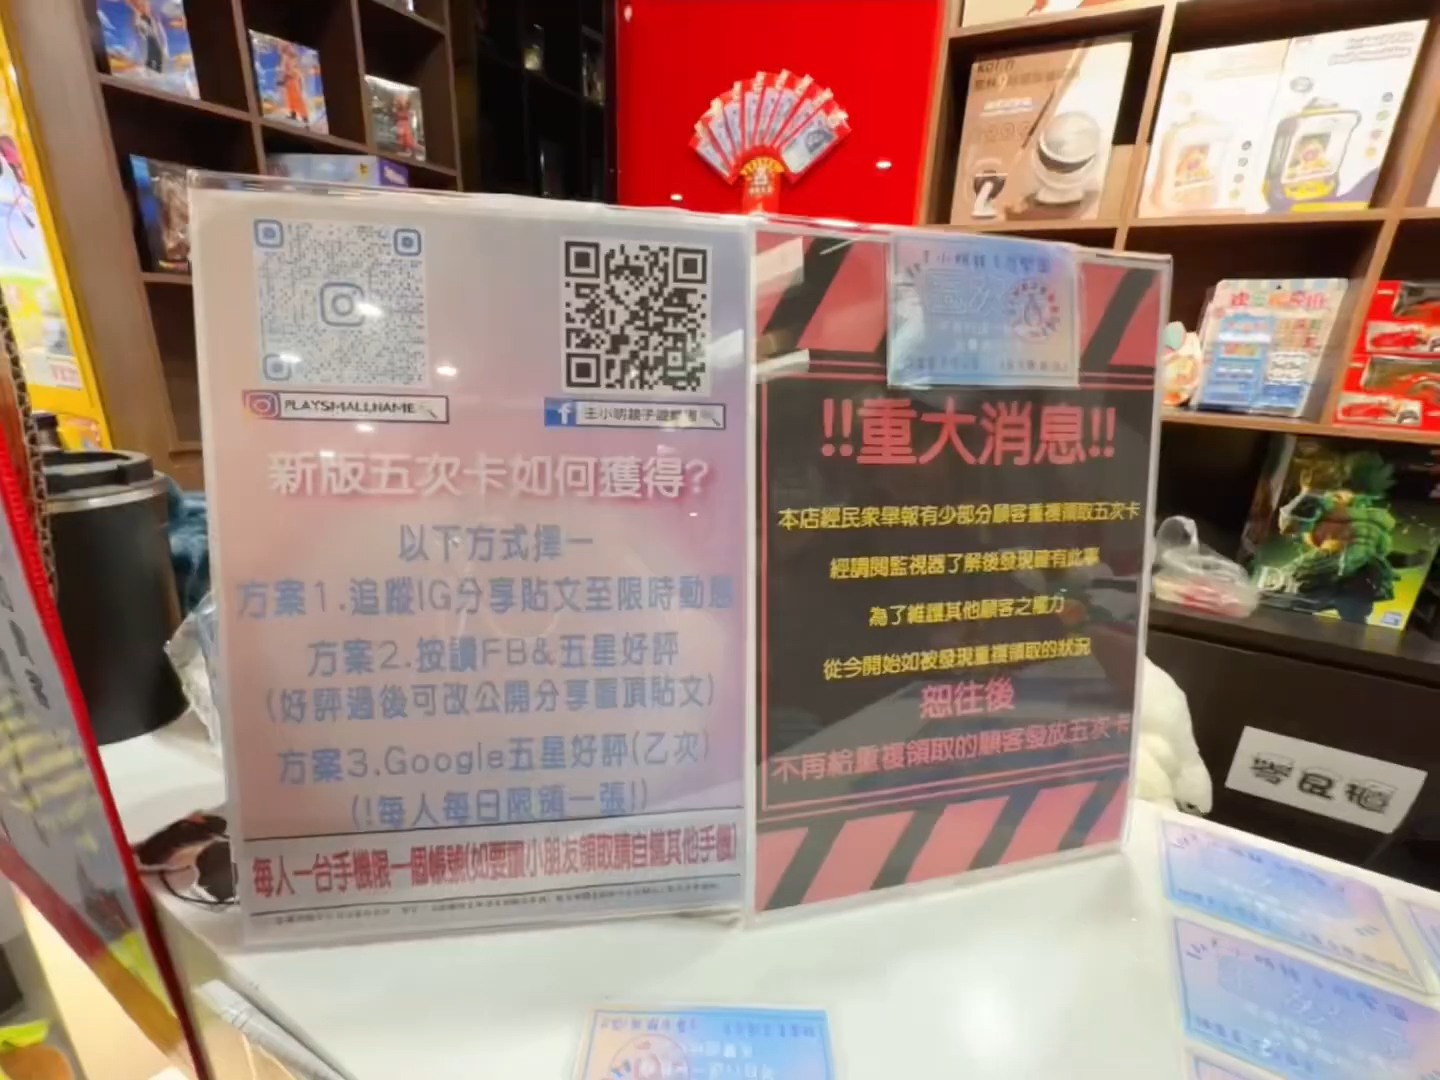 PLAYSMALLNAME
王小明親子遊樂園
新版五次卡如何獲得?
以下方式擇一
方案1.追蹤IG分享貼文至限時動態
方案2.按讚FB&五星好評
(好評過後可改公開分享置頂貼文)
方案3.Google五星好評(乙次)
(!每人每日限領一張!)
每人一台手機限一個帳號(如要讓小朋友領取請自備其他手機)
!!重大消息!!
本店經民眾舉報有少部分顧客重複領取五次卡
經調閱監視器了解後發現確有此事
為了維護其他顧客之權力
從今開始如被發現重複領取的狀況
恕往後
不再給重複領取的顧客發放五次卡
零食櫃